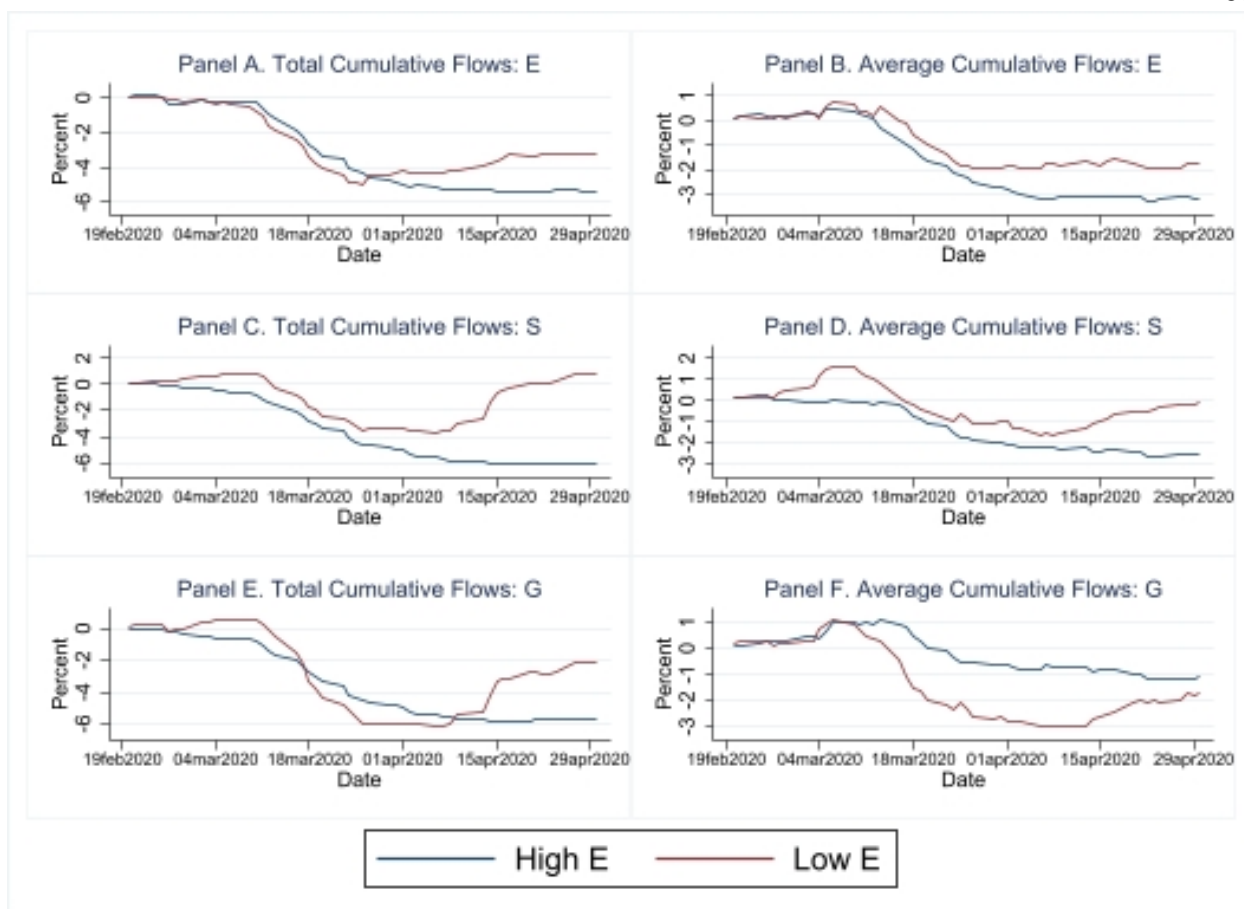 Panel A. Total Cumulative Flows: E
Percent
0
-2
-4
-6
19feb2020 04mar2020 18mar2020 01apr2020 15apr2020 29apr2020
Date
Panel B. Average Cumulative Flows: E
Percent
1
0
-1
-2
-3
19feb2020 04mar2020 18mar2020 01apr2020 15apr2020 29apr2020
Date
Panel C. Total Cumulative Flows: S
Percent
2
0
-2
-4
-6
19feb2020 04mar2020 18mar2020 01apr2020 15apr2020 29apr2020
Date
Panel D. Average Cumulative Flows: S
Percent
2
1
0
-1
-2
-3
19feb2020 04mar2020 18mar2020 01apr2020 15apr2020 29apr2020
Date
Panel E. Total Cumulative Flows: G
Percent
0
-2
-4
-6
19feb2020 04mar2020 18mar2020 01apr2020 15apr2020 29apr2020
Date
Panel F. Average Cumulative Flows: G
Percent
1
0
-1
-2
-3
19feb2020 04mar2020 18mar2020 01apr2020 15apr2020 29apr2020
Date
High E Low E